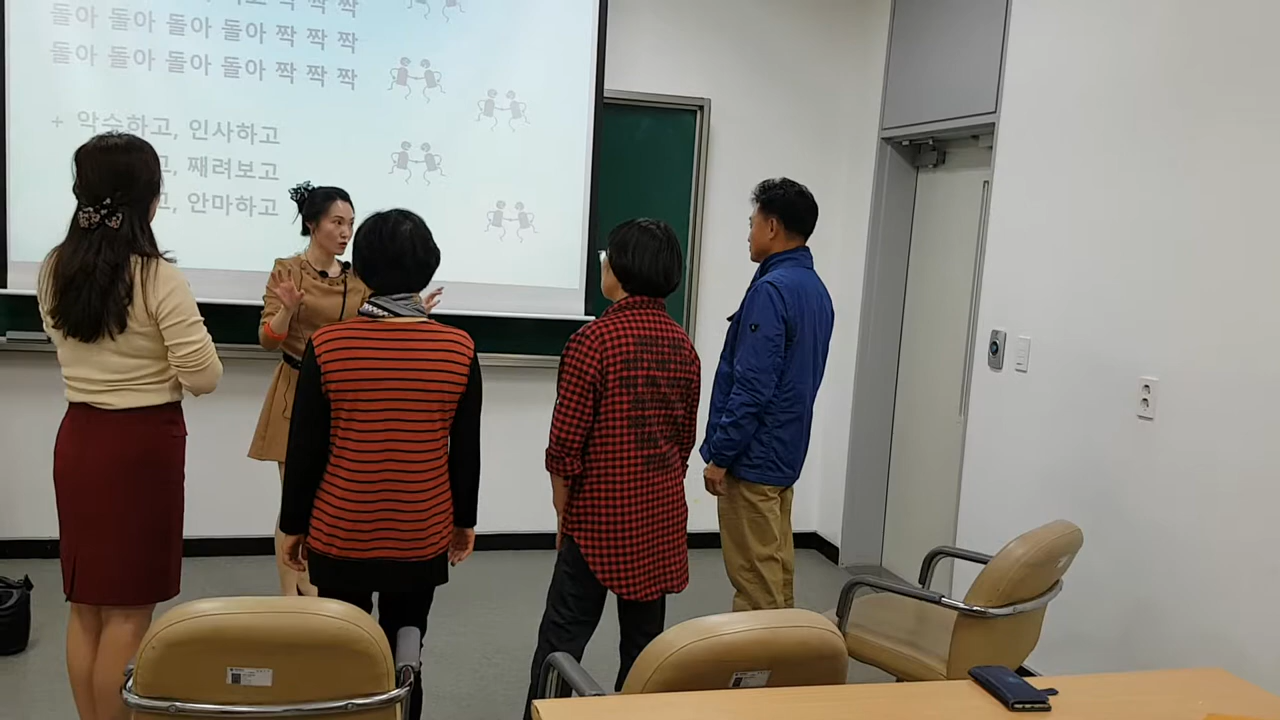 돌아 돌아 돌아 돌아 짝 짝 짝
돌아 돌아 돌아 돌아 짝 짝 짝
+ 악수하고, 인사하고
째려보고
안마하고